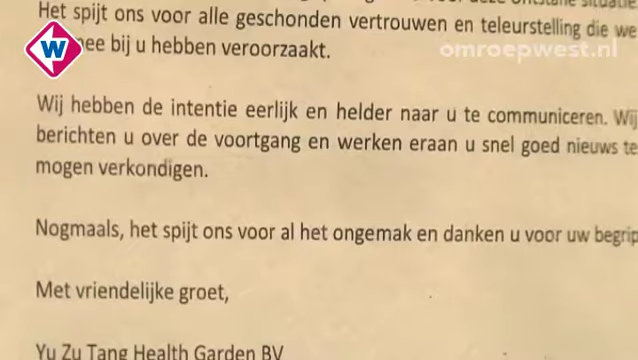 Het spijt ons voor alle geschonden vertrouwen en teleurstelling die we
W
bij u hebben veroorzaakt.
omroepwest.nl
Wij hebben de intentie eerlijk en helder naar u te communiceren. Wij
berichten u over de voortgang en werken eraan u snel goed nieuws te
mogen verkondigen.
Nogmaals, het spijt ons voor al het ongemak en danken u voor uw begrip
Met vriendelijke groet,
Yu Zu Tang Health Garden BV